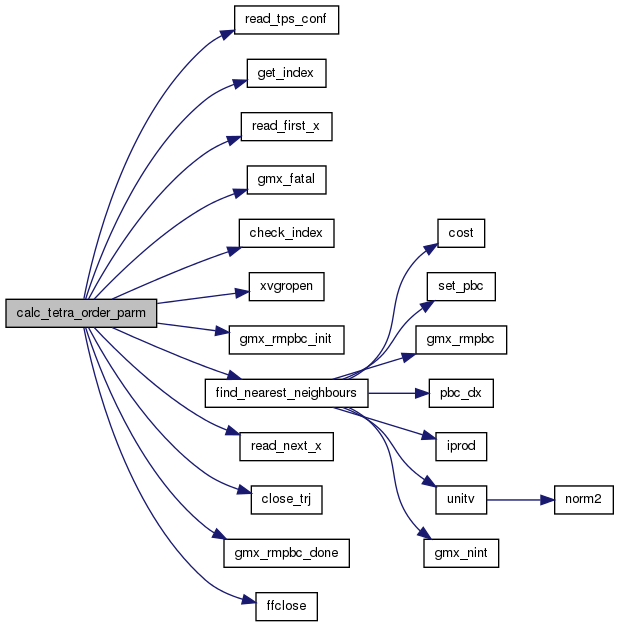 read_tps_conf
get_index
read_first_x
gmx_fatal
check_index
cost
xvgropen
set_pbc
calc_tetra_order_parm
gmx_rmpbc_init
gmx_rmpbc
find_nearest_neighbours
pbc_dx
read_next_x
iprod
close_trj
unitv
norm2
gmx_rmpbc_done
gmx_nint
ffclose